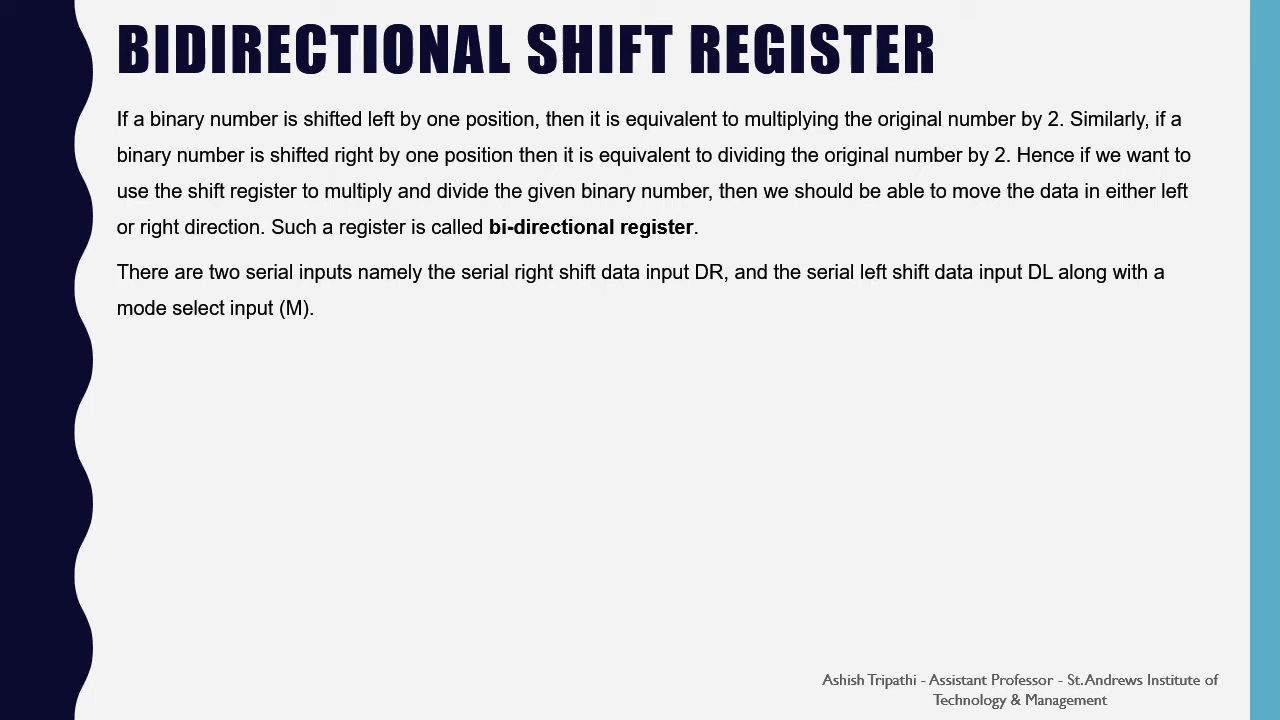 BIDIRECTIONAL SHIFT REGISTER
If a binary number is shifted left by one position, then it is equivalent to multiplying the original number by 2. Similarly, if a
binary number is shifted right by one position then it is equivalent to dividing the original number by 2. Hence if we want to
use the shift register to multiply and divide the given binary number, then we should be able to move the data in either left
or right direction. Such a register is called bi-directional register.
There are two serial inputs namely the serial right shift data input DR, and the serial left shift data input DL along with a
mode select input (M).
Ashish Tripathi - Assistant Professor - St.Andrews Institute of
Technology & Management